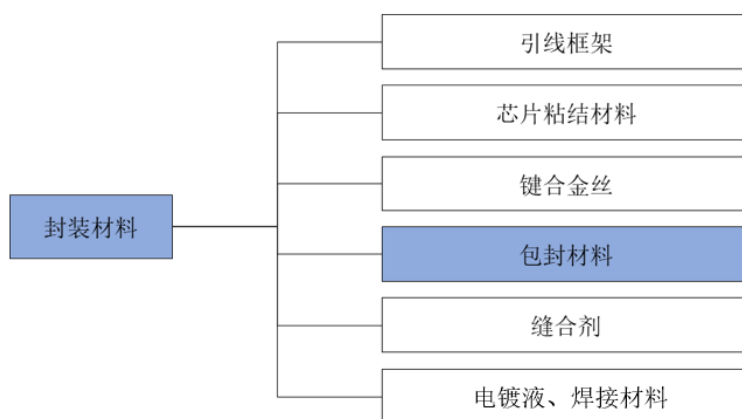 引线框架
芯片粘结材料
键合金丝
封装材料
包封材料
缝合剂
电镀液、焊接材料